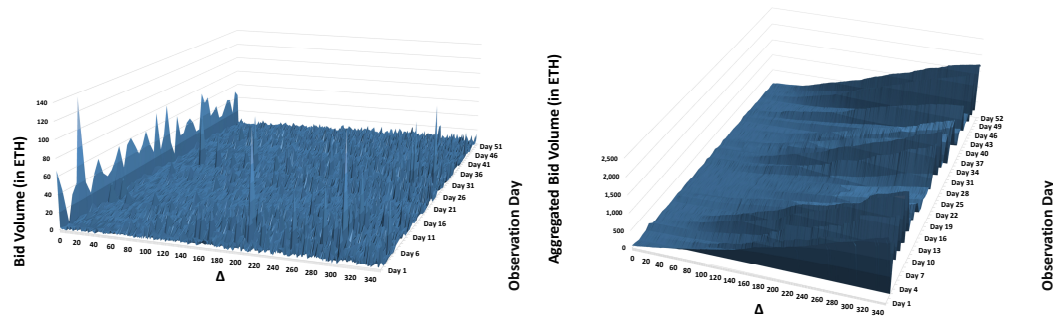 Bid Volume (in ETH)
140
120
100
80
60
40
20
0
0 20 40 60 80 100 120 140 160 180 200 220 240 260 280 300 320 340
Δ
Day 51
Day 46
Day 41
Day 36
Day 31
Day 26
Day 21
Day 16
Day 11
Day 6
Day 1
Observation Day
Aggregated Bid Volume (in ETH)
2,500
2,000
1,500
1,000
500
0
0 20 40 60 80 100 120 140 160 180 200 220 240 260 280 300 320 340
Δ
Day 52
Day 49
Day 46
Day 43
Day 40
Day 37
Day 34
Day 31
Day 28
Day 25
Day 22
Day 19
Day 16
Day 13
Day 10
Day 7
Day 4
Day 1
Observation Day